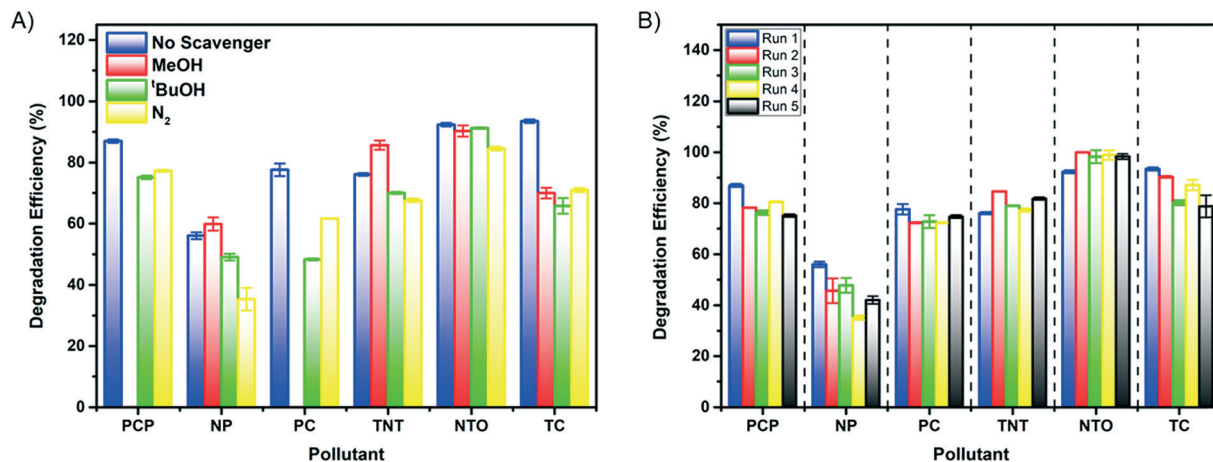 A)
120
100
80
60
40
20
0
Degradation Efficiency (%)
No Scavenger
MeOH
ᵗBuOH
N₂
PCP NP PC TNT NTO TC
Pollutant
B)
140
120
100
80
60
40
20
0
Degradation Efficiency (%)
Run 1
Run 2
Run 3
Run 4
Run 5
PCP NP PC TNT NTO TC
Pollutant